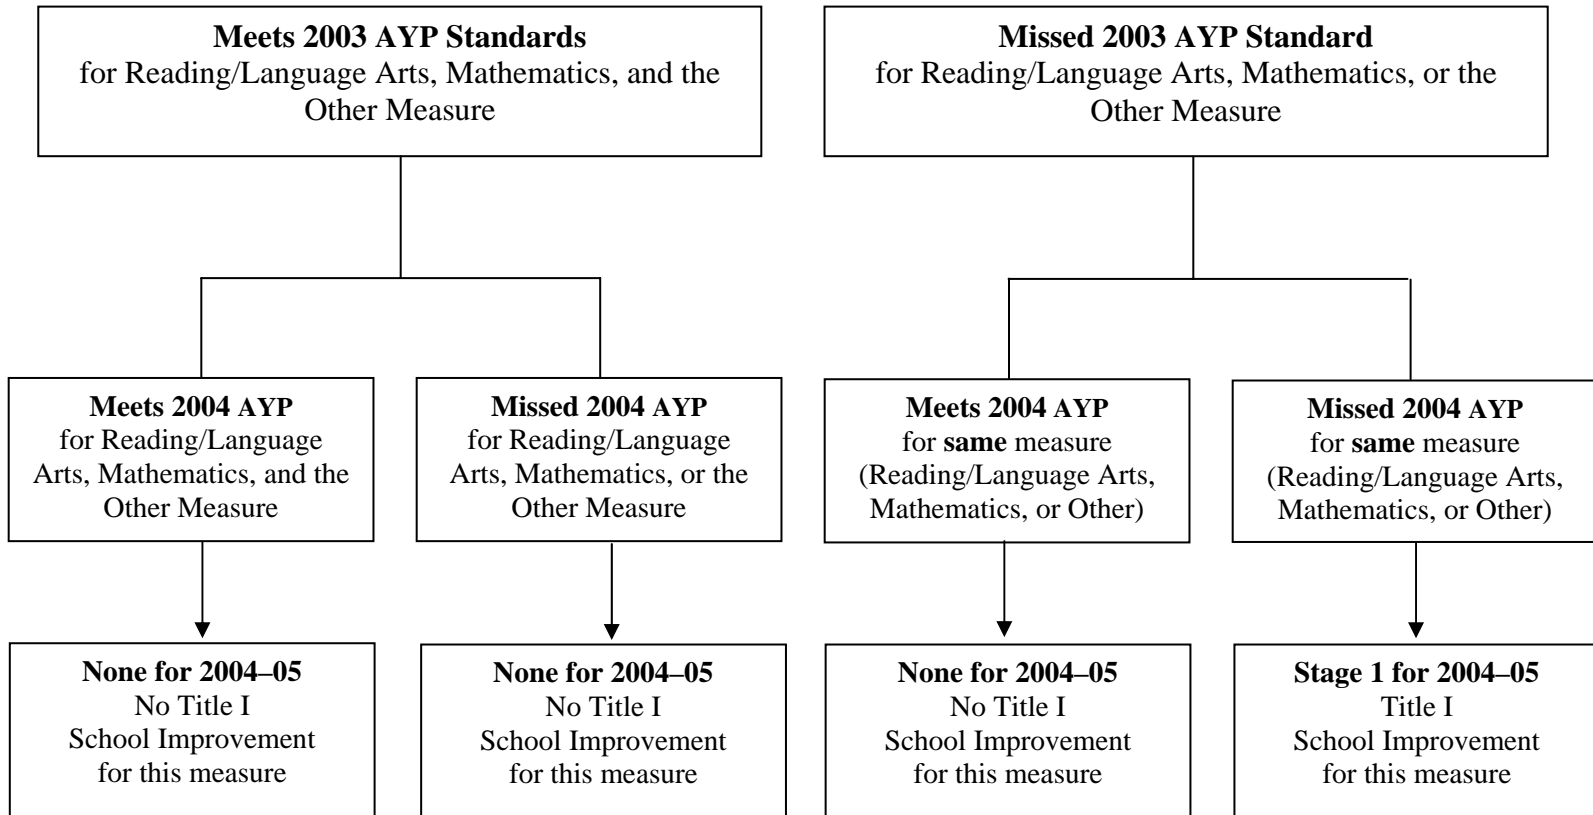 Meets 2003 AYP Standards
for Reading/Language Arts, Mathematics, and the
Other Measure
Missed 2003 AYP Standard
for Reading/Language Arts, Mathematics, or the
Other Measure
Meets 2004 AYP
for Reading/Language
Arts, Mathematics, and the
Other Measure
Missed 2004 AYP
for Reading/Language
Arts, Mathematics, or the
Other Measure
Meets 2004 AYP
for same measure
(Reading/Language Arts,
Mathematics, or Other)
Missed 2004 AYP
for same measure
(Reading/Language Arts,
Mathematics, or Other)
None for 2004–05
No Title I
School Improvement
for this measure
None for 2004–05
No Title I
School Improvement
for this measure
None for 2004–05
No Title I
School Improvement
for this measure
Stage 1 for 2004–05
Title I
School Improvement
for this measure